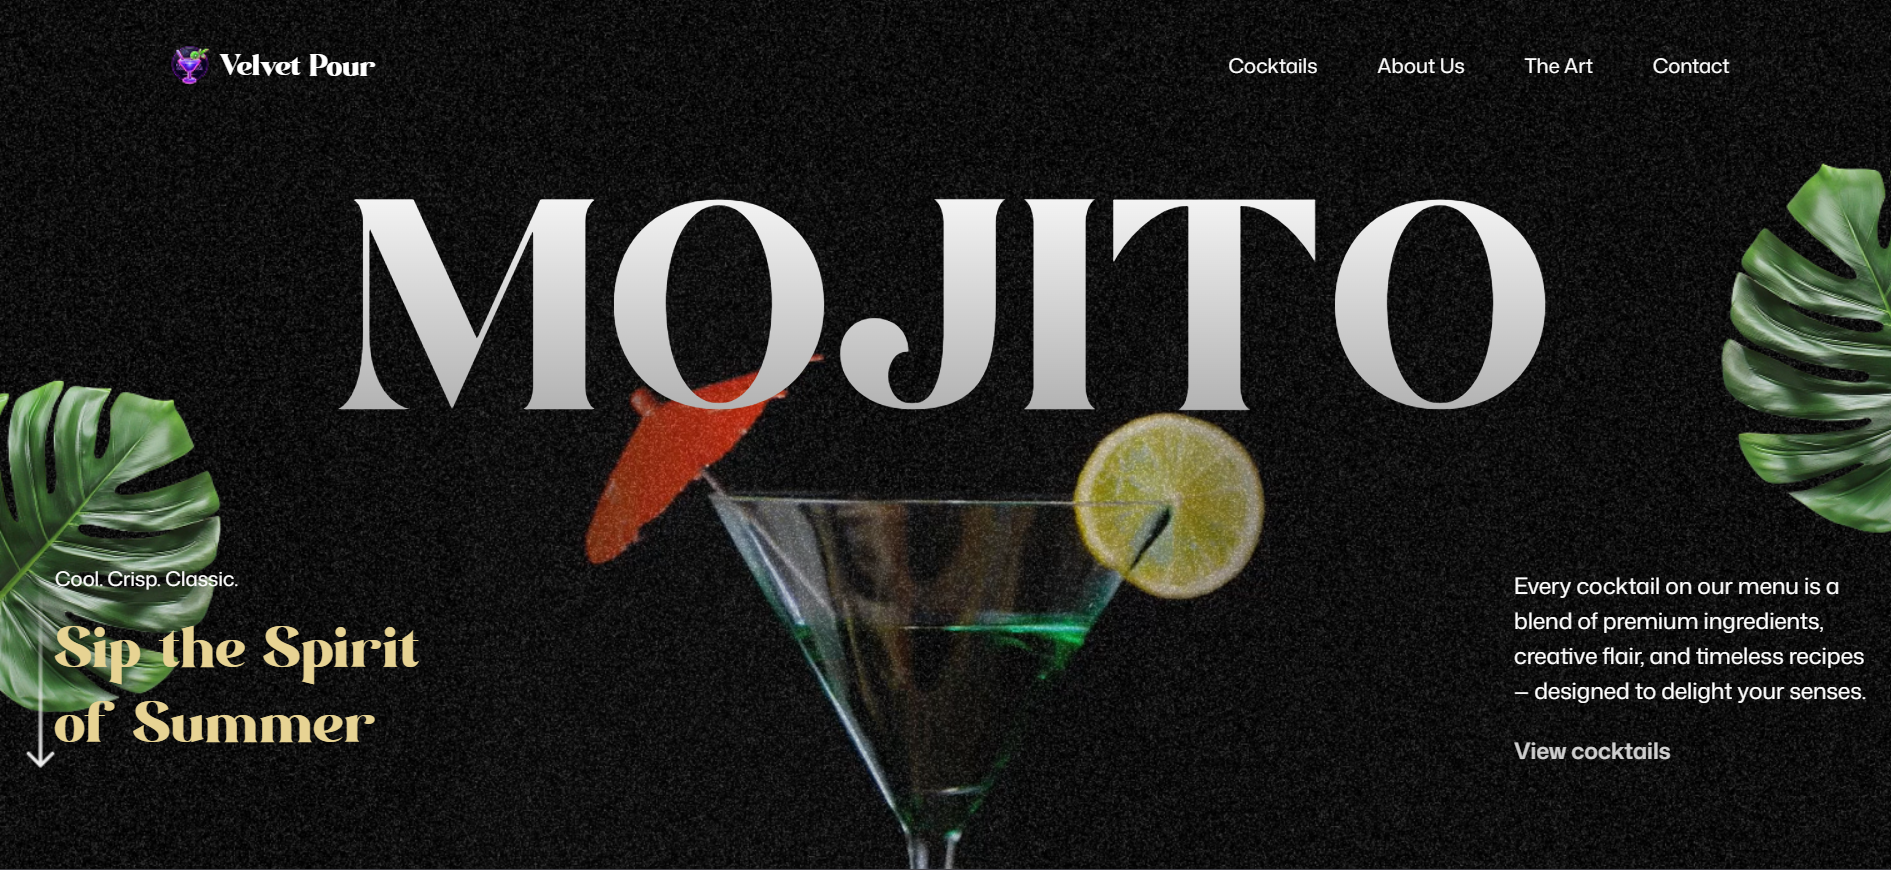 Velvet Pour
Cocktails
About Us
The Art
Contact
MOJITO
Cool. Crisp. Classic.
Sip the Spirit
of Summer
Every cocktail on our menu is a
blend of premium ingredients,
creative flair, and timeless recipes
– designed to delight your senses.
View cocktails